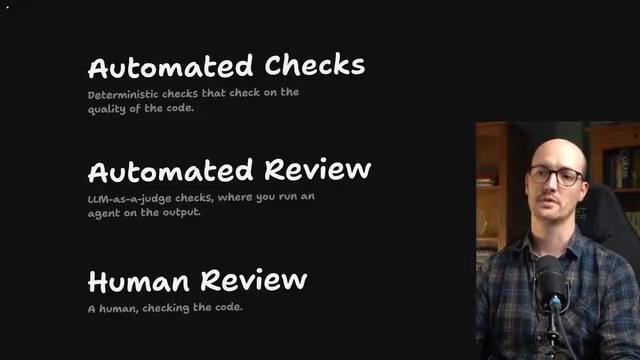 Automated Checks
Deterministic checks that check on the
quality of the code.
Automated Review
LLM-as-a-judge checks, where you run an
agent on the output.
Human Review
A human, checking the code.